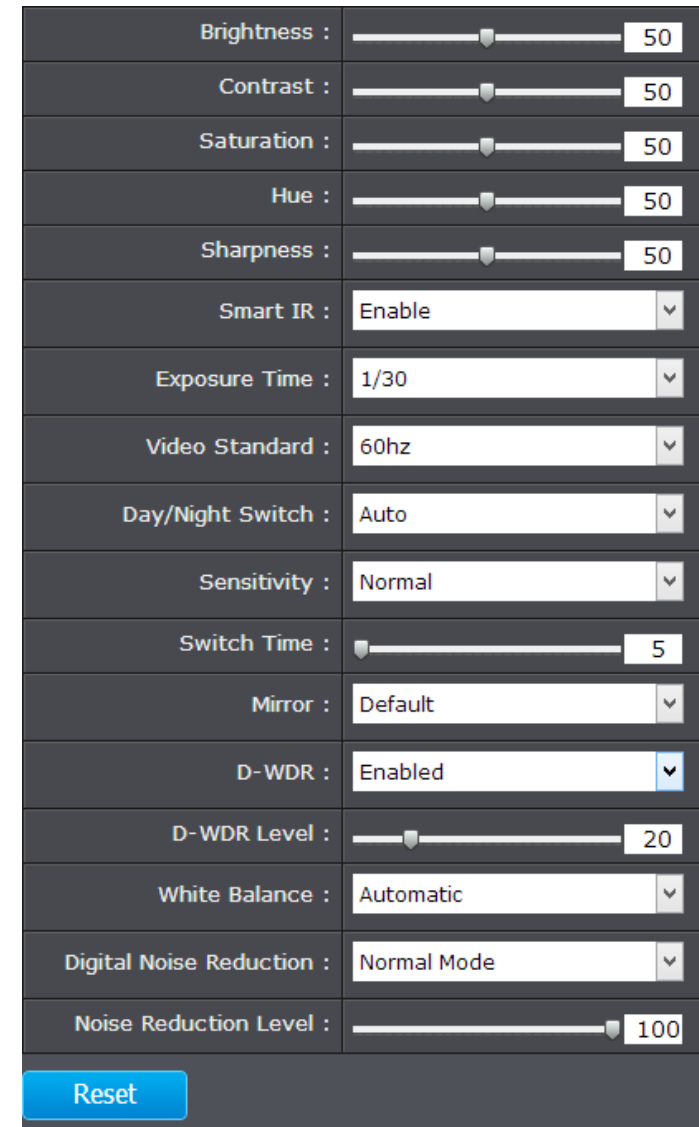 Brightness : 50
Contrast : 50
Saturation : 50
Hue : 50
Sharpness : 50
Smart IR : Enable
Exposure Time : 1/30
Video Standard : 60hz
Day/Night Switch : Auto
Sensitivity : Normal
Switch Time : 5
Mirror : Default
D-WDR : Enabled
D-WDR Level : 20
White Balance : Automatic
Digital Noise Reduction : Normal Mode
Noise Reduction Level : 100
Reset